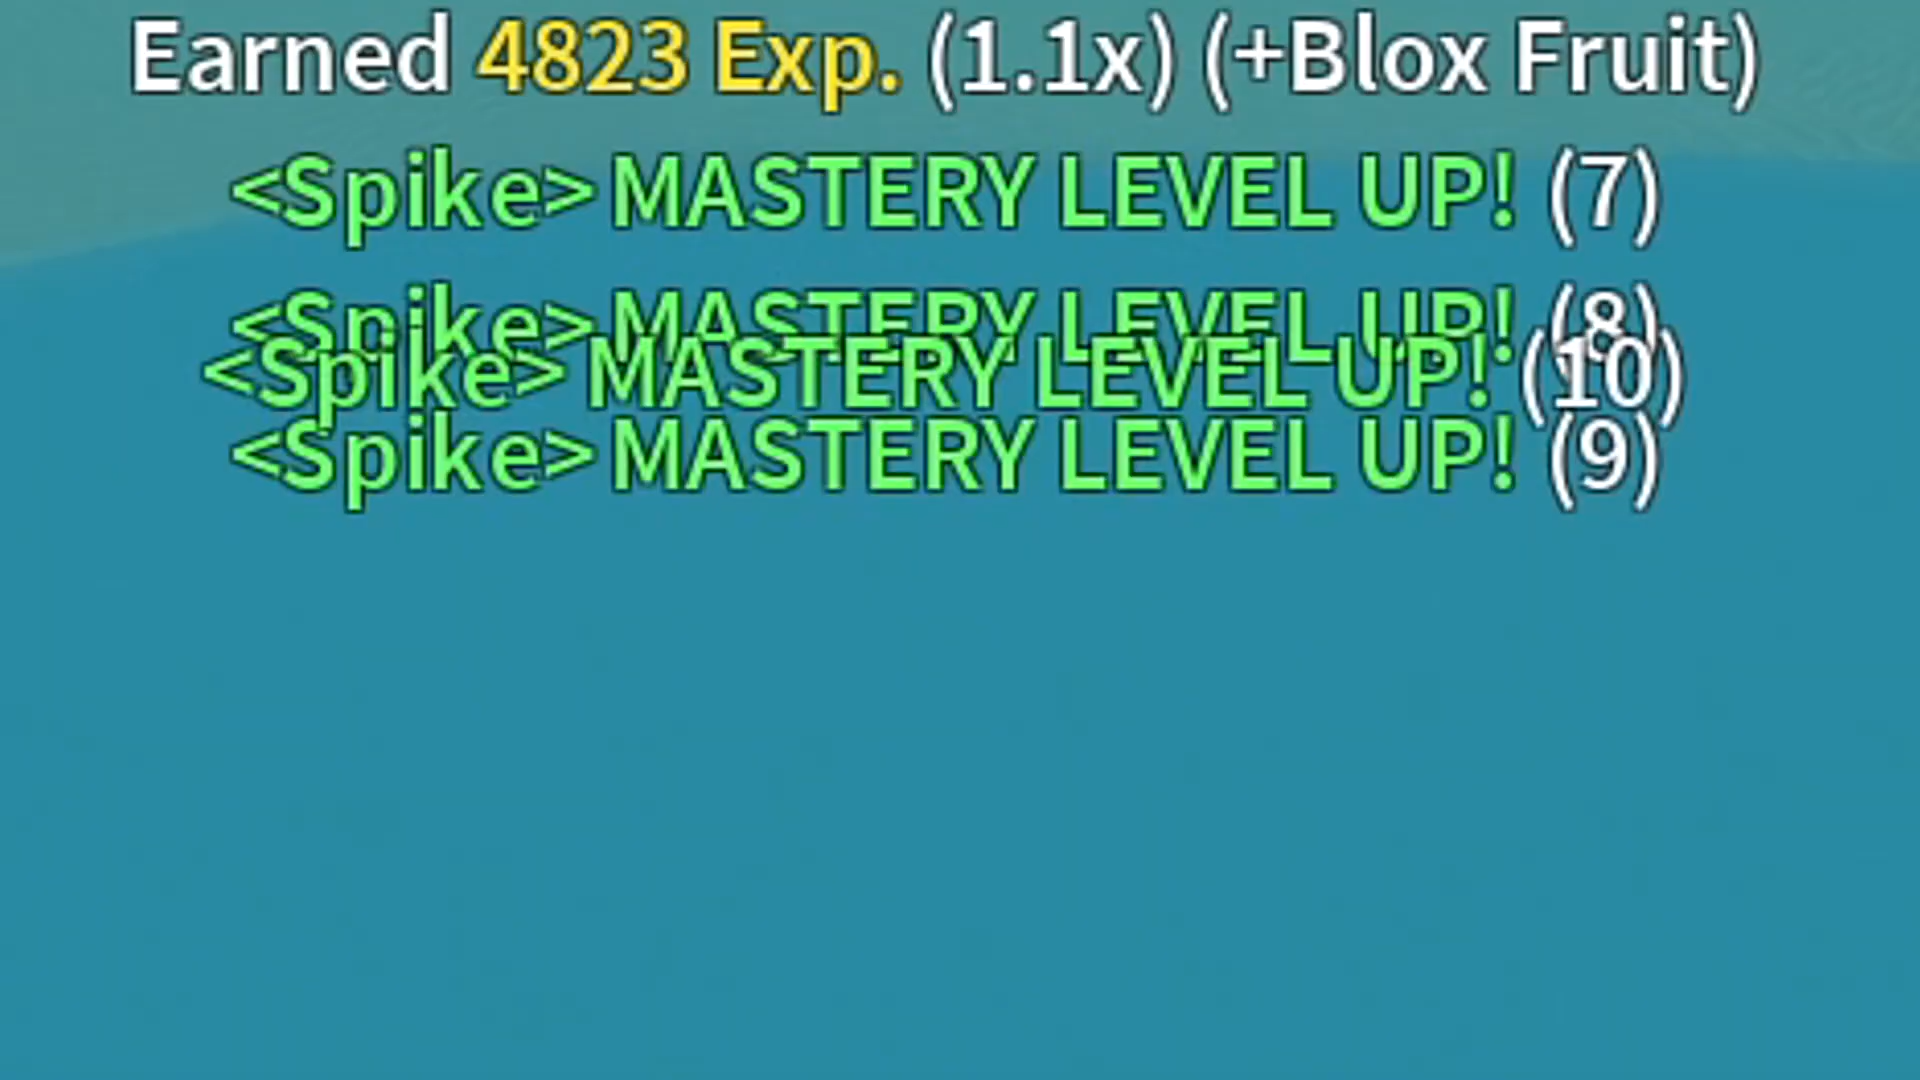 Earned 4823 Exp. (1.1x) (+Blox Fruit)
<Spike> MASTERY LEVEL UP! (7)
<Spike> MASTERY LEVEL UP! (8)
<Spike> MASTERY LEVEL UP! (10)
<Spike> MASTERY LEVEL UP! (9)